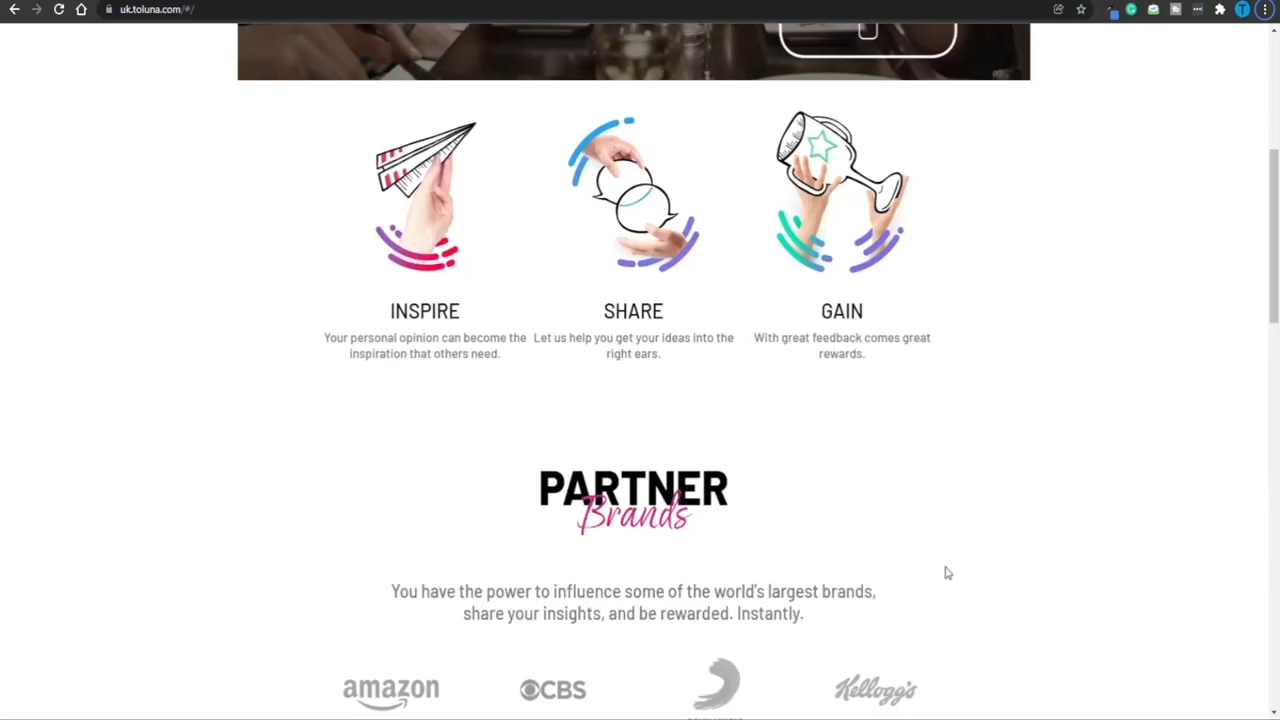 uk.toluna.com/#/
INSPIRE
Your personal opinion can become the
inspiration that others need.
SHARE
Let us help you get your ideas into the
right ears.
GAIN
With great feedback comes great
rewards.
PARTNER
Brands
You have the power to influence some of the world's largest brands,
share your insights, and be rewarded. Instantly.
amazon
CBS
Kellogg's